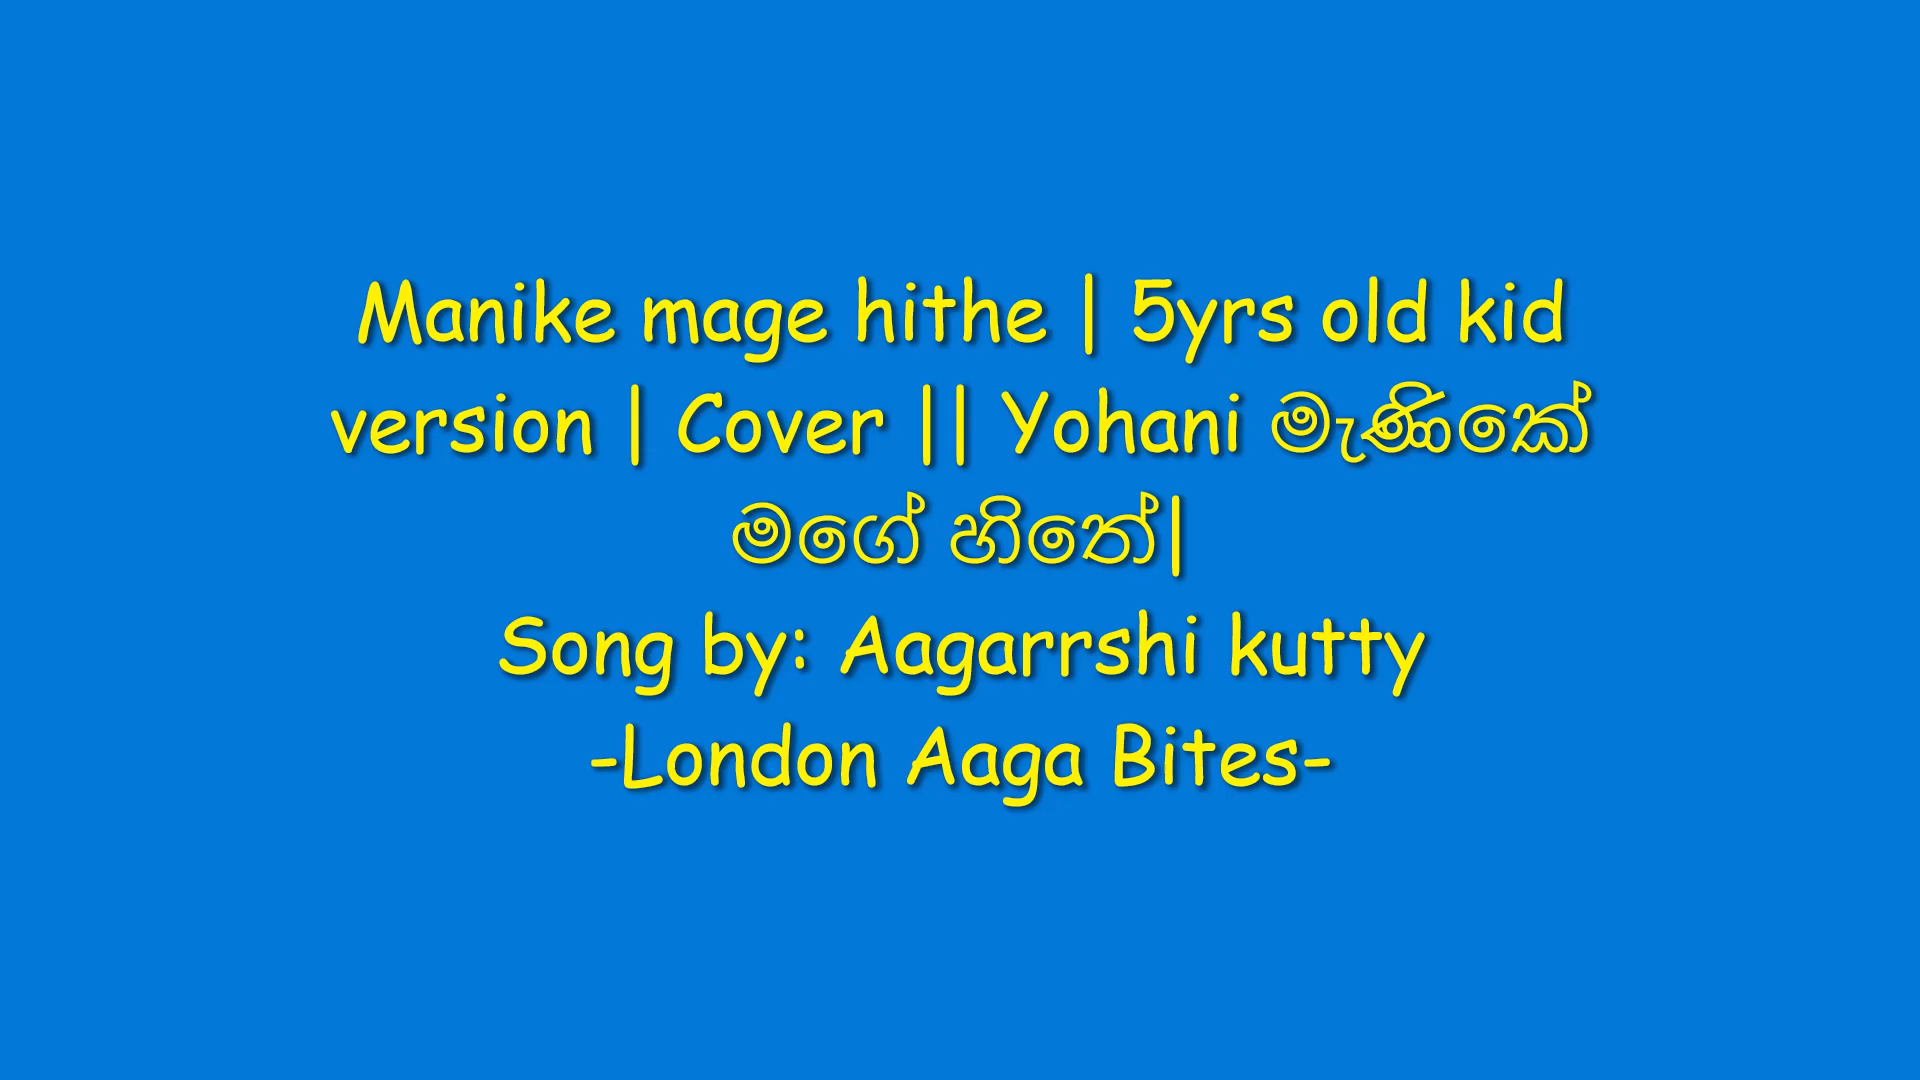 Manike mage hithe | 5yrs old kid
version | Cover || Yohani මැණිකේ
මගේ හිතේ|
Song by: Aagarrshi kutty
-London Aaga Bites-